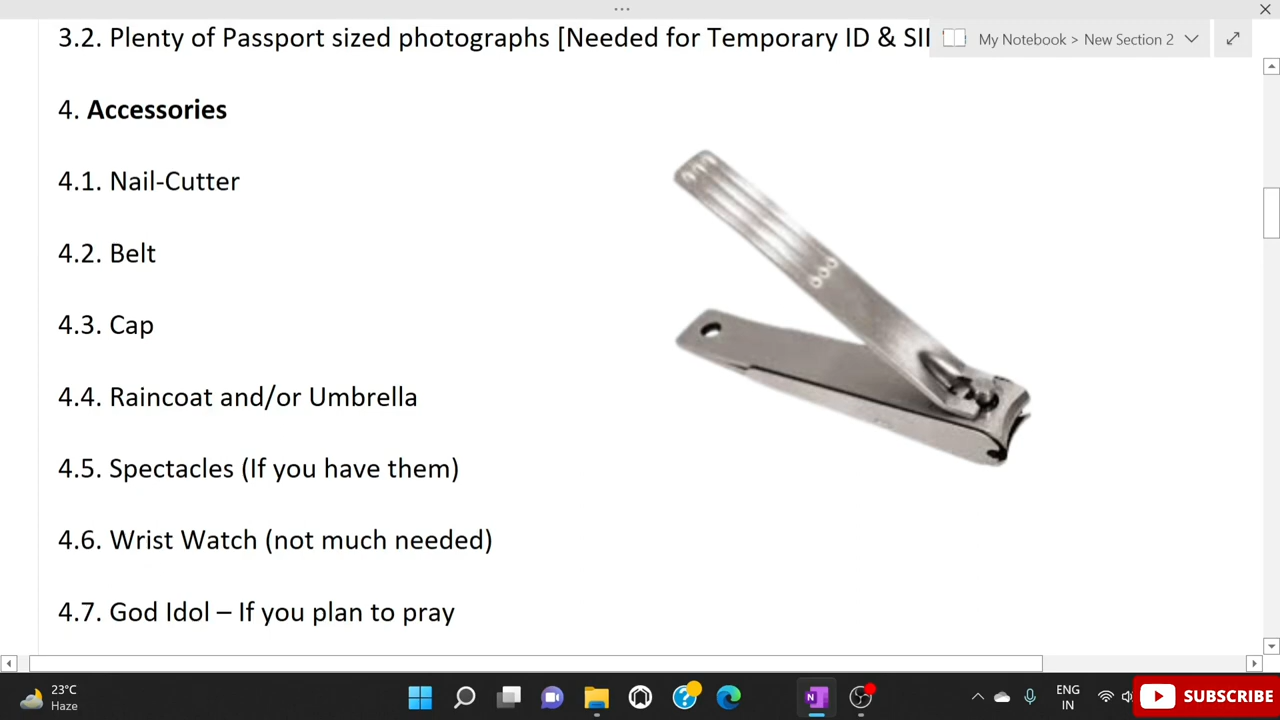 3.2. Plenty of Passport sized photographs [Needed for Temporary ID &
My Notebook > New Section 2
4. Accessories
4.1. Nail-Cutter
4.2. Belt
4.3. Cap
4.4. Raincoat and/or Umbrella
4.5. Spectacles (If you have them)
4.6. Wrist Watch (not much needed)
4.7. God Idol – If you plan to pray
23°C
Haze
ENG
IN
SUBSCRIBE